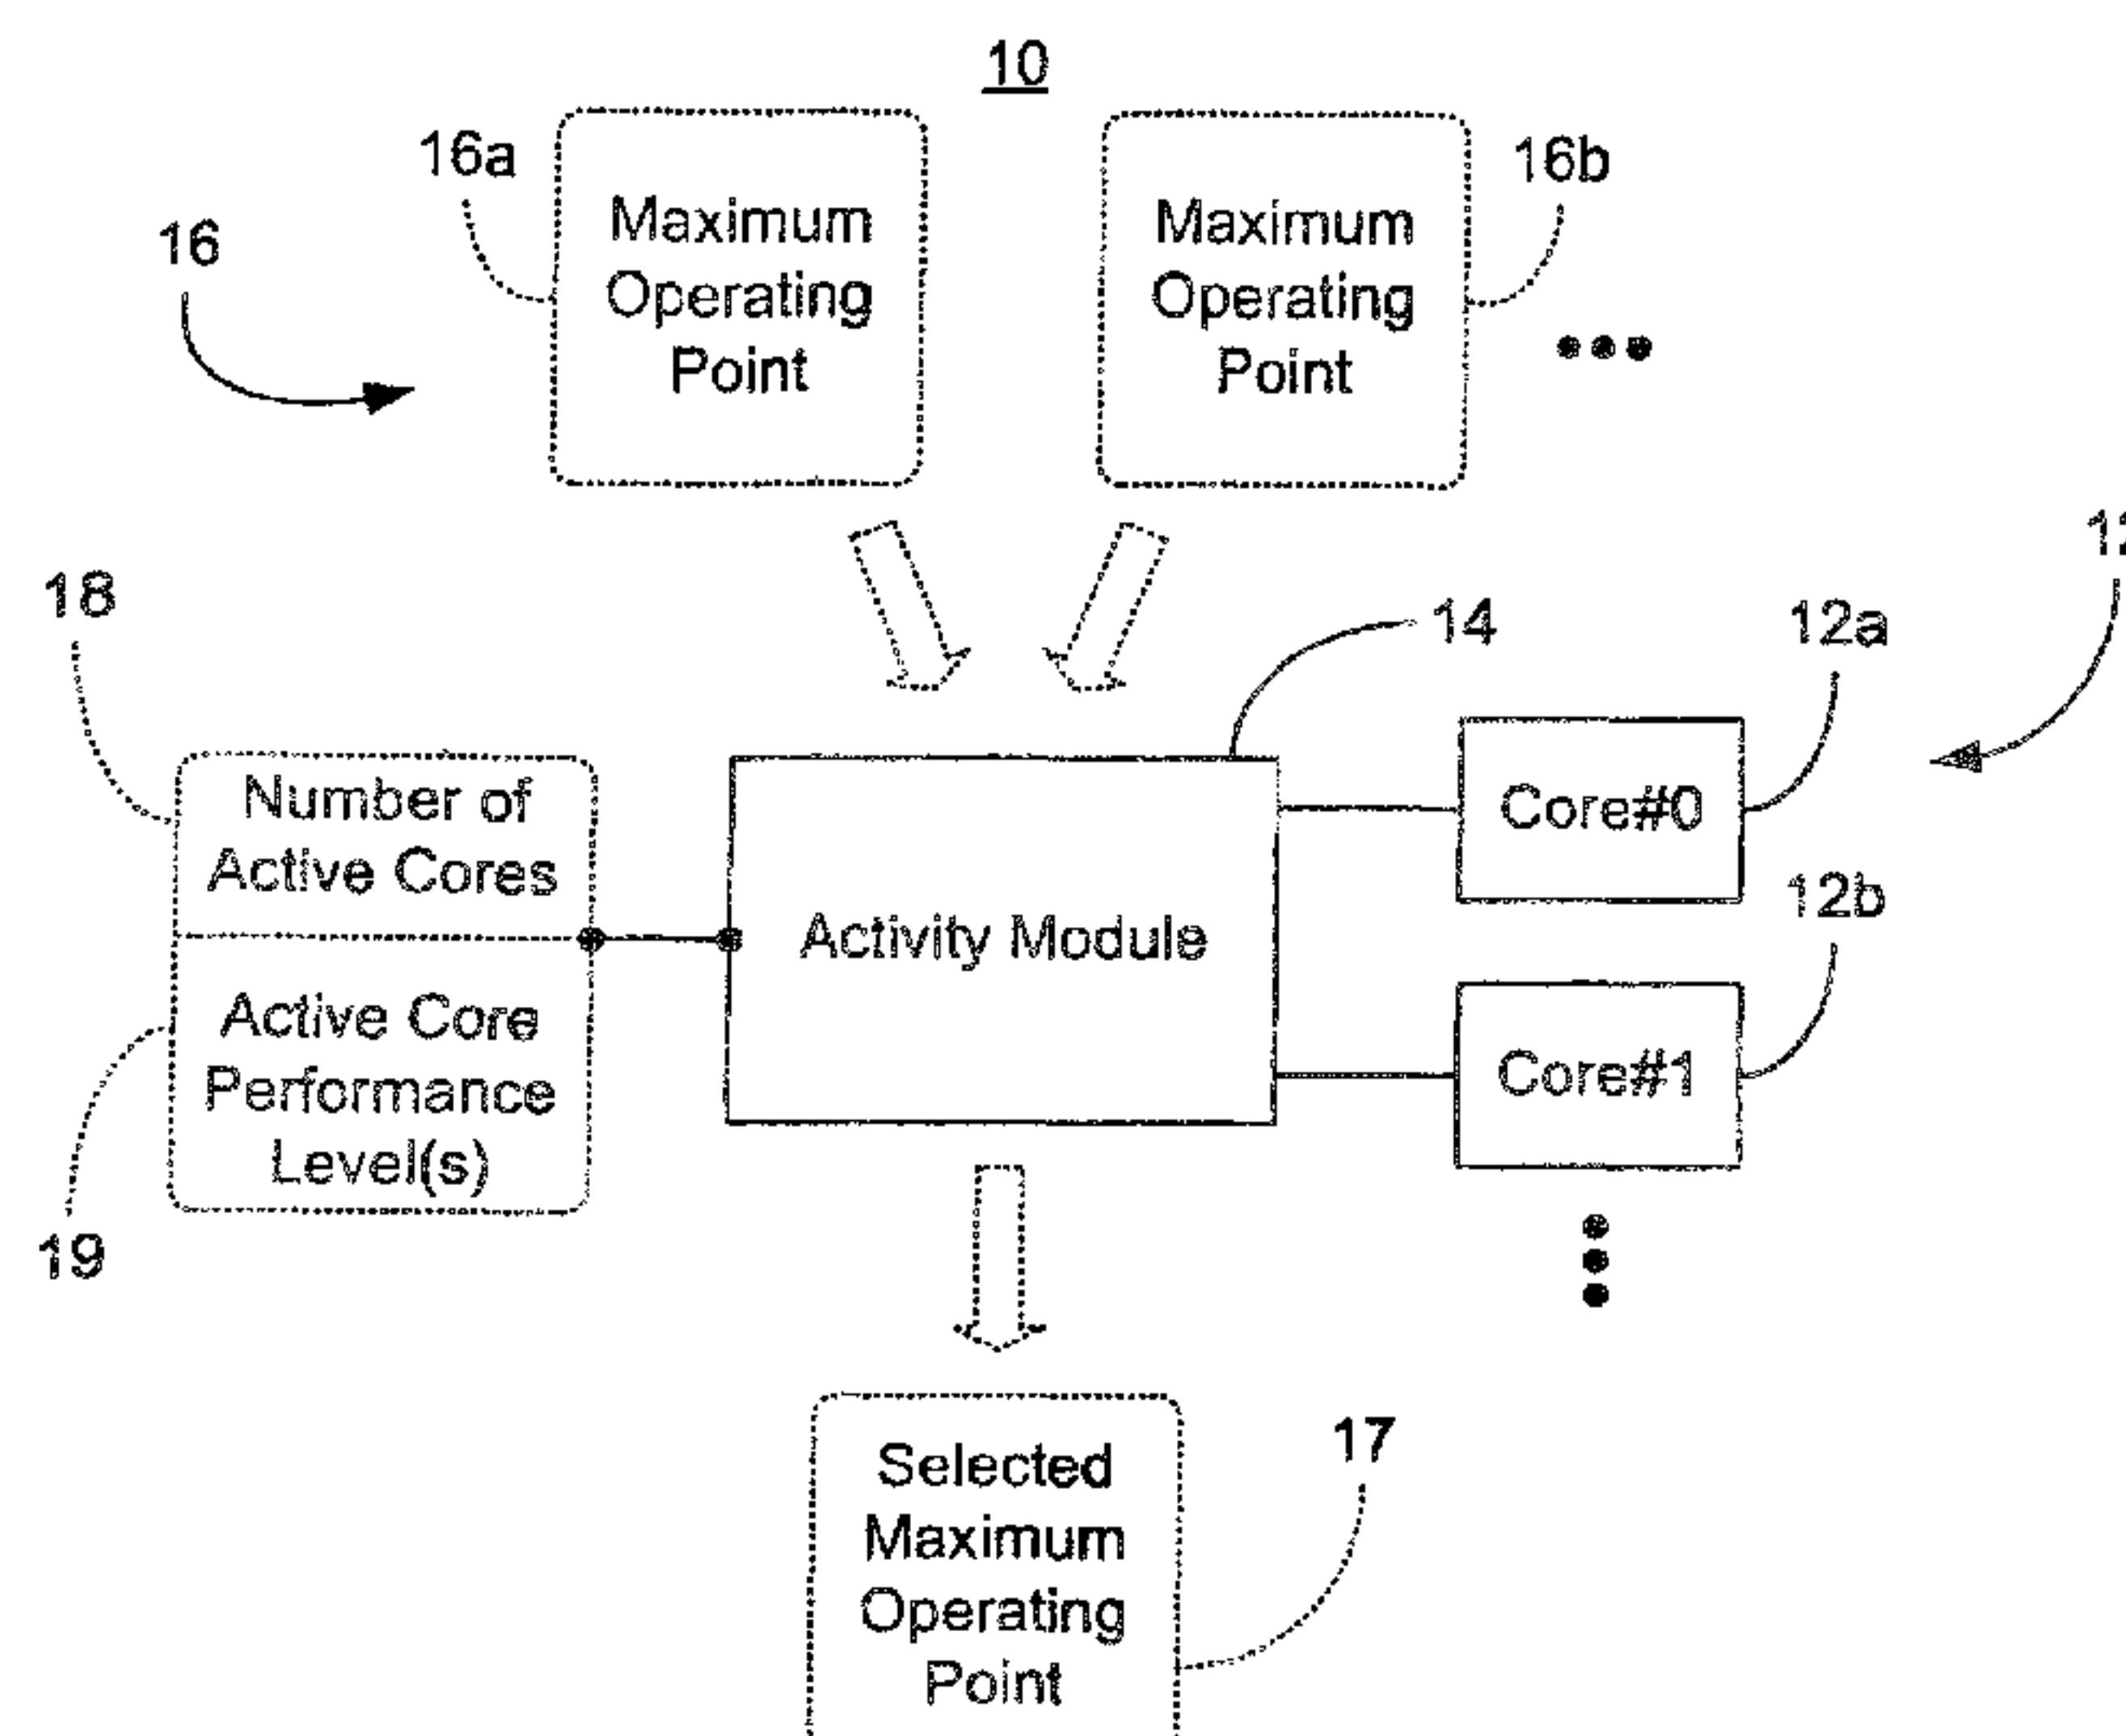 10
16a
Maximum
Operating
Point
Maximum
Operating
Point
16b
16
18
14
12a
Number of
Active Cores
Activity Module
Core#0
12b
Active Core
Performance
Level(s)
Core#1
19
Selected
Maximum
Operating
Point
17